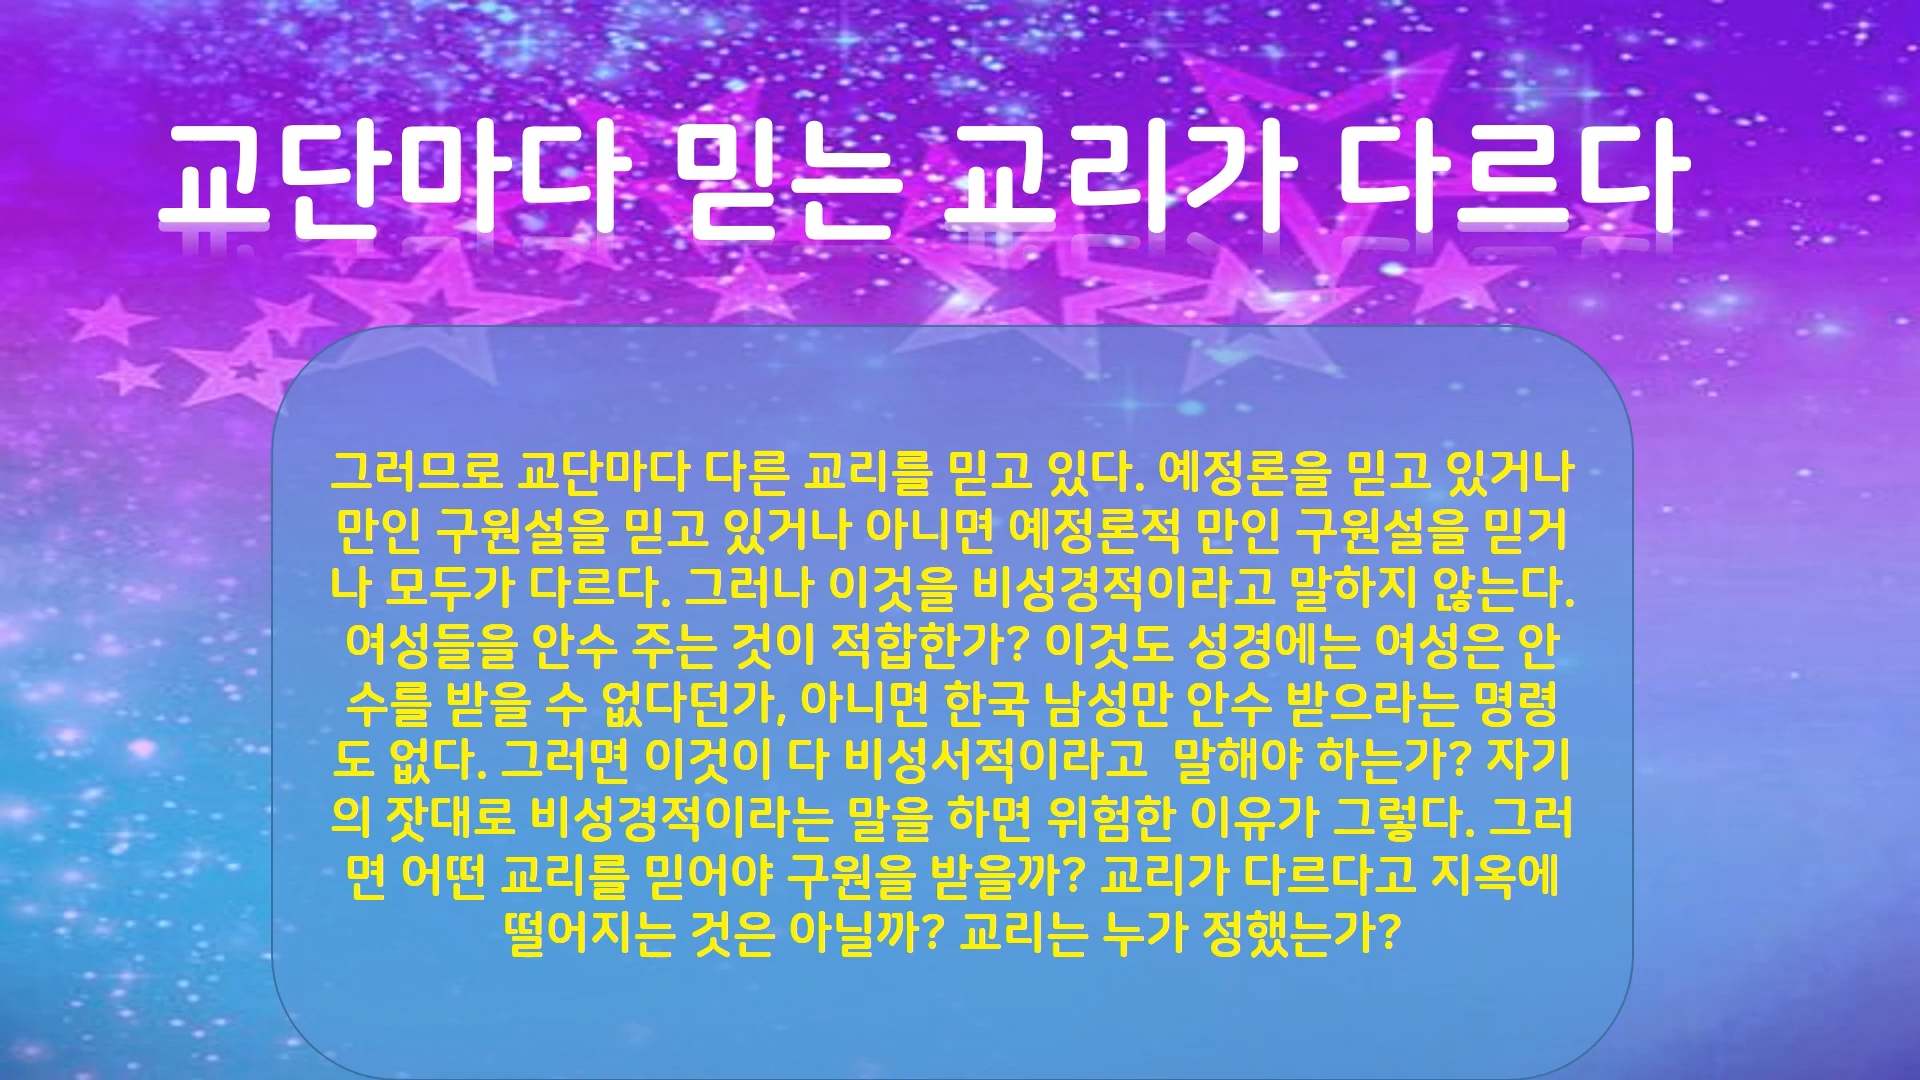 교단마다 믿는 교리가 다르다
그러므로 교단마다 다른 교리를 믿고 있다. 예정론을 믿고 있거나
만인 구원설을 믿고 있거나 아니면 예정론적 만인 구원설을 믿거
나 모두가 다르다. 그러나 이것을 비성경적이라고 말하지 않는다.
여성들을 안수 주는 것이 적합한가? 이것도 성경에는 여성은 안
수를 받을 수 없다던가, 아니면 한국 남성만 안수 받으라는 명령
도 없다. 그러면 이것이 다 비성서적이라고  말해야 하는가? 자기
의 잣대로 비성경적이라는 말을 하면 위험한 이유가 그렇다. 그러
면 어떤 교리를 믿어야 구원을 받을까? 교리가 다르다고 지옥에
떨어지는 것은 아닐까? 교리는 누가 정했는가?